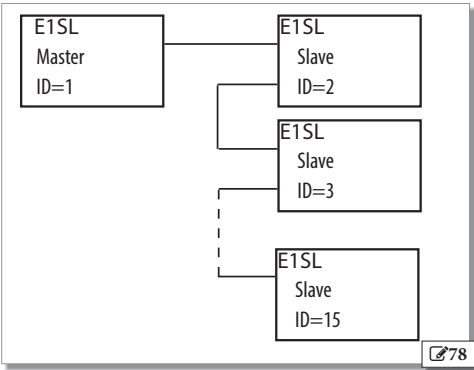 E1SL
Master
ID=1
E1SL
Slave
ID=2
E1SL
Slave
ID=3
E1SL
Slave
ID=15
78